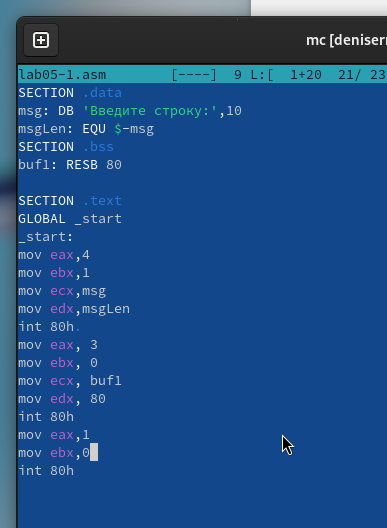 mc [deniser
lab05-1.asm [----] 9 L:[ 1+20 21/ 23
SECTION .data
msg: DB 'Введите строку:',10
msgLen: EQU $-msg
SECTION .bss
buf1: RESB 80
SECTION .text
GLOBAL _start
_start:
mov eax,4
mov ebx,1
mov ecx,msg
mov edx,msgLen
int 80h.
mov eax, 3
mov ebx, 0
mov ecx, buf1
mov edx, 80
int 80h
mov eax,1
mov ebx,0
int 80h